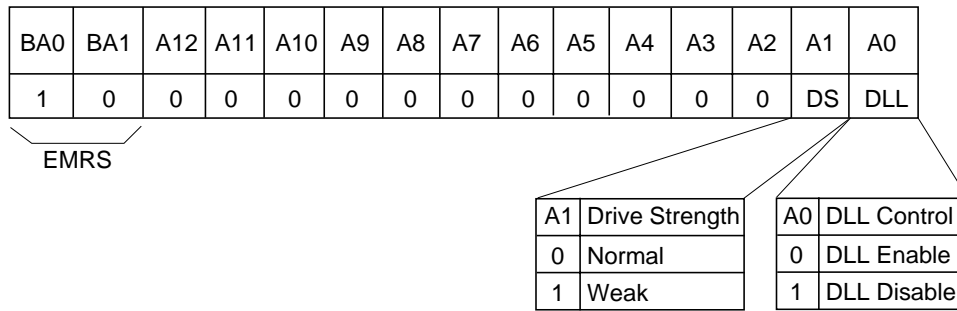 BA0 BA1 A12 A11 A10 A9 A8 A7 A6 A5 A4 A3 A2 A1 A0
1 0 0 0 0 0 0 0 0 0 0 0 0 DS DLL
EMRS
A1 Drive Strength
0 Normal
1 Weak
A0 DLL Control
0 DLL Enable
1 DLL Disable